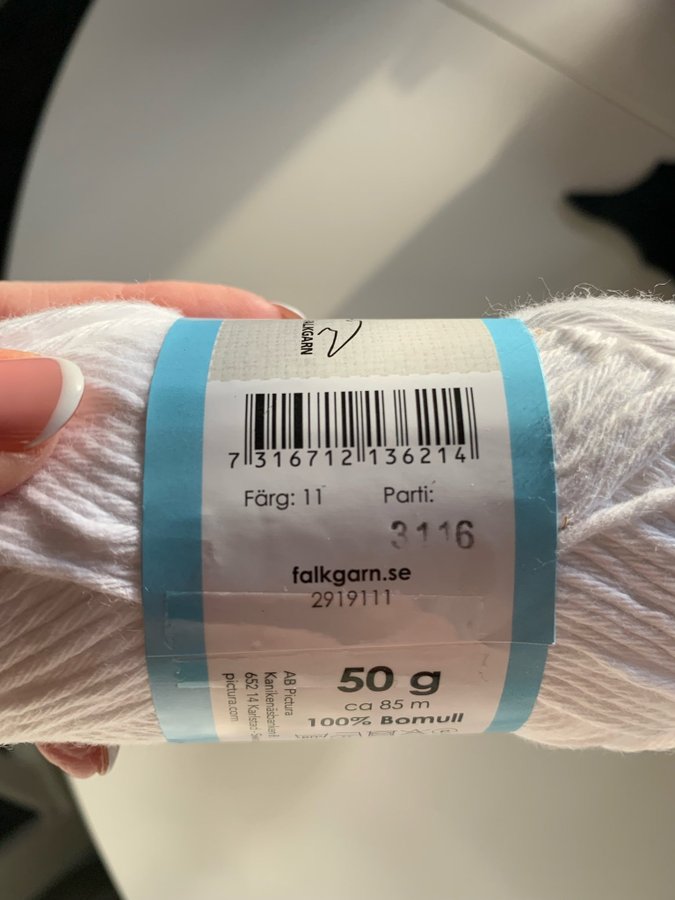 FALKGARN
7 316712 136214
Färg: 11 Parti:
3116
falkgarn.se
2919111
50 g
ca 85 m
100% Bomull
AB Pictura
652 14 Karlstad
pictura.com